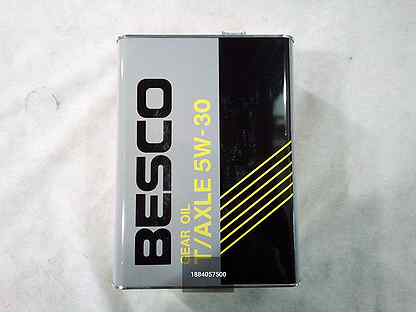 BESCO
GEAR OIL
T/AXLE 5W-30
1884057500